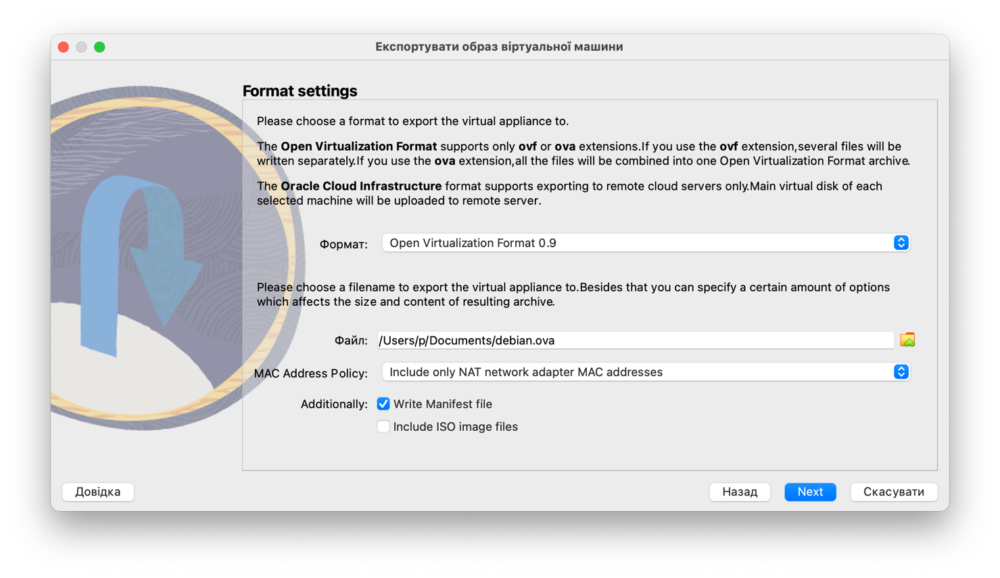 Експортувати образ віртуальної машини
Format settings
Please choose a format to export the virtual appliance to.
The Open Virtualization Format supports only ovf or ova extensions.If you use the ovf extension,several files will be
written separately.If you use the ova extension,all the files will be combined into one Open Virtualization Format archive.
The Oracle Cloud Infrastructure format supports exporting to remote cloud servers only.Main virtual disk of each
selected machine will be uploaded to remote server.
Формат: Open Virtualization Format 0.9
Please choose a filename to export the virtual appliance to.Besides that you can specify a certain amount of options
which affects the size and content of resulting archive.
Файл: /Users/p/Documents/debian.ova
MAC Address Policy: Include only NAT network adapter MAC addresses
Additionally: Write Manifest file
Include ISO image files
Довідка Назад Next Скасувати